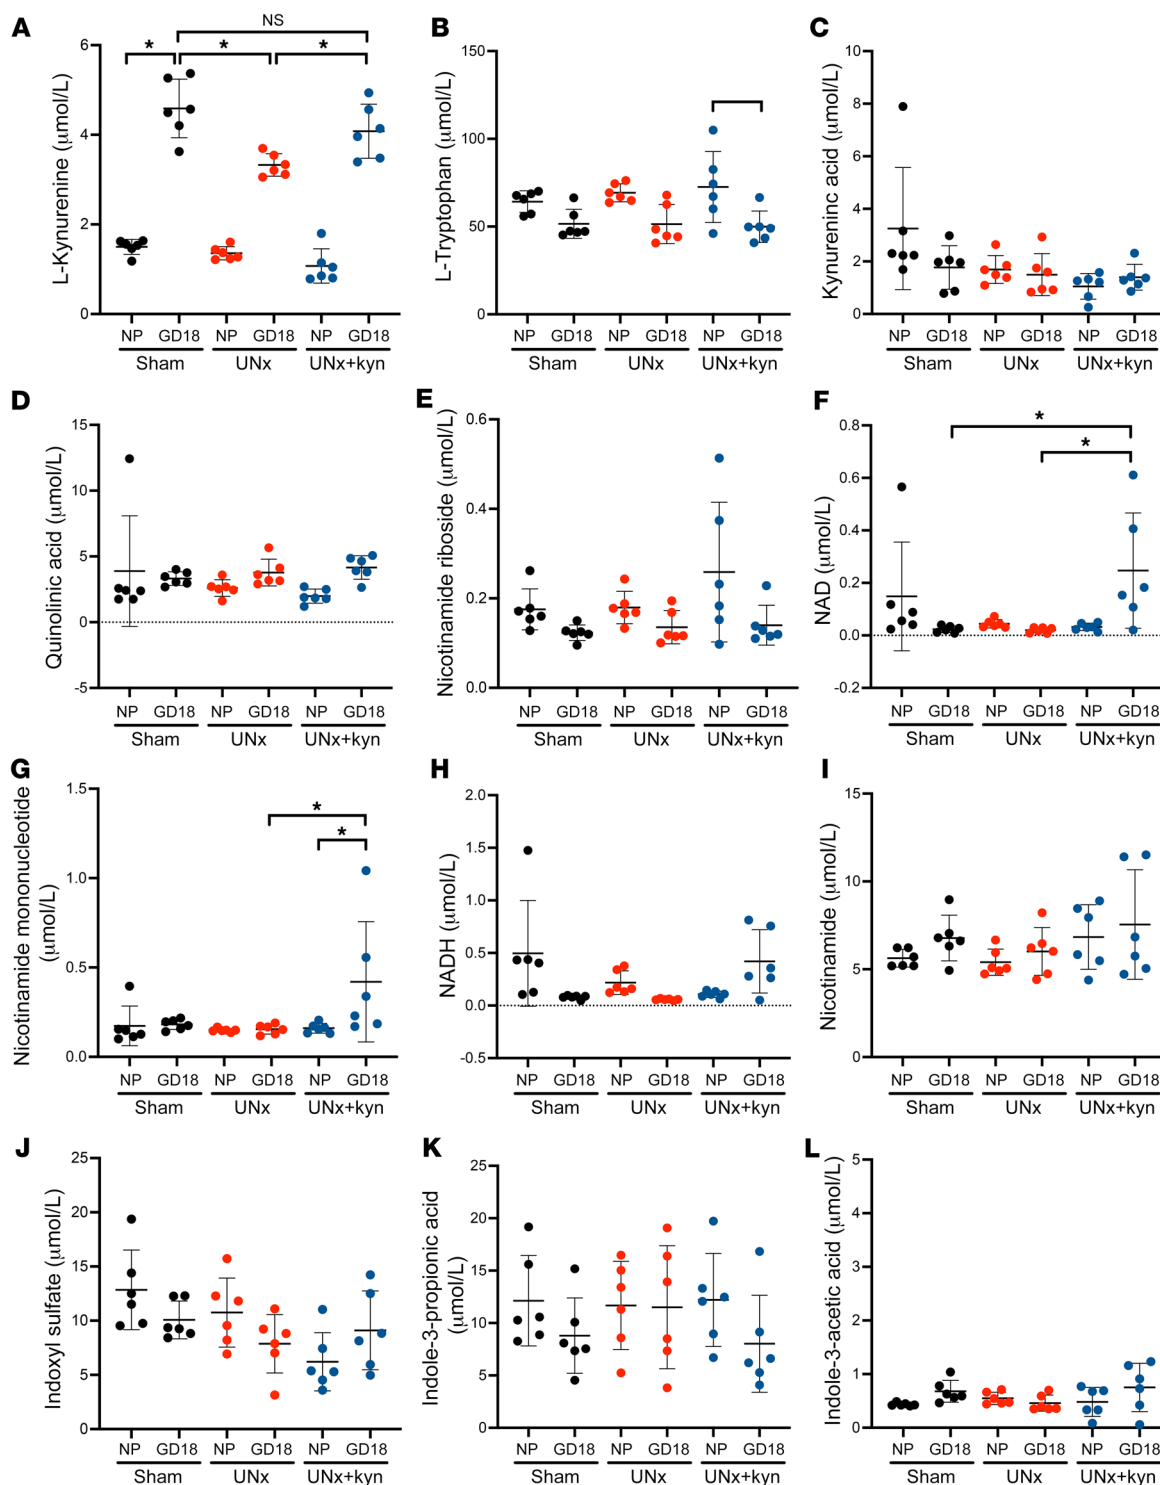 A
NS
* * *
L-Kynurenine (μmol/L)
6
4
2
0
NP GD18 NP GD18 NP GD18
Sham UNx UNx+kyn
B
L-Tryptophan (μmol/L)
150
100
50
0
NP GD18 NP GD18 NP GD18
Sham UNx UNx+kyn
C
Kynureninc acid (μmol/L)
10
8
6
4
2
0
NP GD18 NP GD18 NP GD18
Sham UNx UNx+kyn
D
Quinolinic acid (μmol/L)
15
10
5
0
-5
NP GD18 NP GD18 NP GD18
Sham UNx UNx+kyn
E
Nicotinamide riboside (μmol/L)
0.6
0.4
0.2
0.0
NP GD18 NP GD18 NP GD18
Sham UNx UNx+kyn
F
*
*
NAD (μmol/L)
0.8
0.6
0.4
0.2
0.0
-0.2
NP GD18 NP GD18 NP GD18
Sham UNx UNx+kyn
G
*
*
Nicotinamide mononucleotide
(μmol/L)
1.5
1.0
0.5
0.0
NP GD18 NP GD18 NP GD18
Sham UNx UNx+kyn
H
NADH (μmol/L)
2.0
1.5
1.0
0.5
0.0
-0.5
NP GD18 NP GD18 NP GD18
Sham UNx UNx+kyn
I
Nicotinamide (μmol/L)
15
10
5
0
NP GD18 NP GD18 NP GD18
Sham UNx UNx+kyn
J
Indoxyl sulfate (μmol/L)
25
20
15
10
5
0
NP GD18 NP GD18 NP GD18
Sham UNx UNx+kyn
K
Indole-3-propionic acid
(μmol/L)
25
20
15
10
5
0
NP GD18 NP GD18 NP GD18
Sham UNx UNx+kyn
L
Indole-3-acetic acid (μmol/L)
5
4
3
2
1
0
NP GD18 NP GD18 NP GD18
Sham UNx UNx+kyn